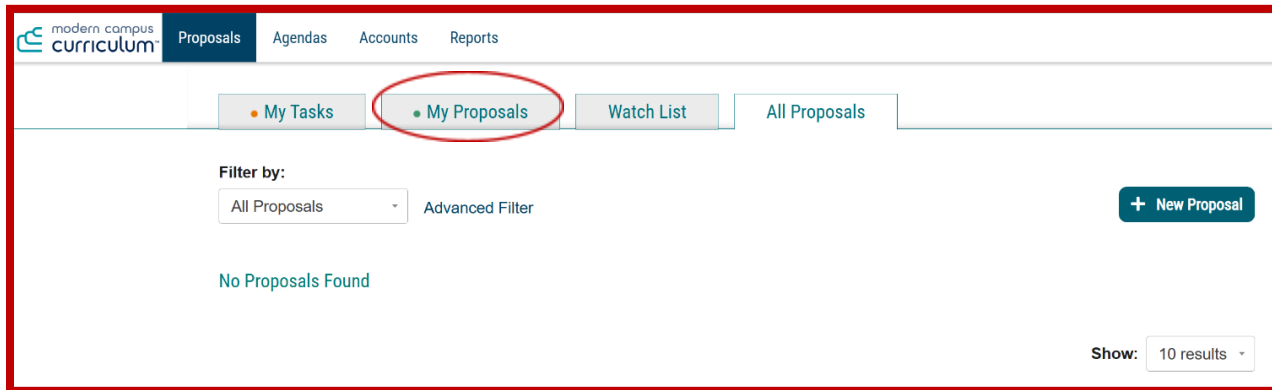 modern campus
curriculum™
Proposals Agendas Accounts Reports
My Tasks My Proposals Watch List All Proposals
Filter by:
All Proposals Advanced Filter
+ New Proposal
No Proposals Found
Show: 10 results